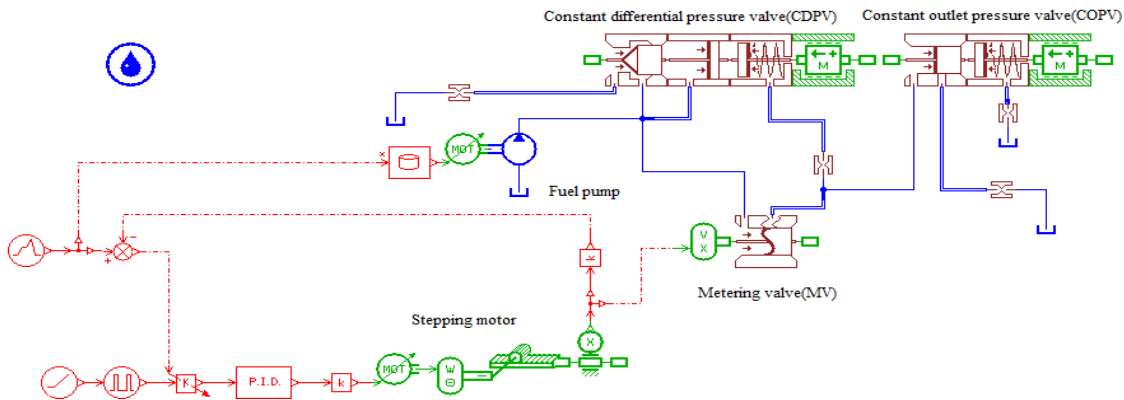 Constant differential pressure valve(CDPV)
Constant outlet pressure valve(COPV)
M
M
MOT
x
Fuel pump
V
X
k
Metering valve(MV)
Stepping motor
X
K
P.I.D.
k
MOT
W
Θ